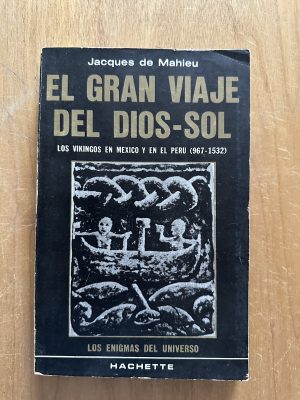 Jacques de Mahieu
EL GRAN VIAJE
DEL DIOS-SOL
LOS VIKINGOS EN MEXICO Y EN EL PERU (967-1532)
LOS ENIGMAS DEL UNIVERSO
HACHETTE